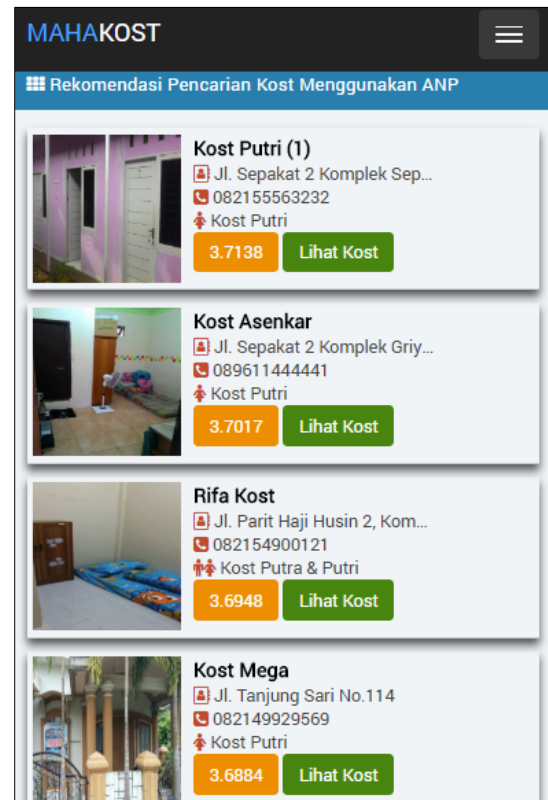 MAHAKOST
Rekomendasi Pencarian Kost Menggunakan ANP
Kost Putri (1)
Jl. Sepakat 2 Komplek Sep...
082155563232
Kost Putri
3.7138 Lihat Kost
Kost Asenkar
Jl. Sepakat 2 Komplek Griy...
089611444441
Kost Putri
3.7017 Lihat Kost
Rifa Kost
Jl. Parit Haji Husin 2, Kom...
082154900121
Kost Putra & Putri
3.6948 Lihat Kost
Kost Mega
Jl. Tanjung Sari No.114
082149929569
Kost Putri
3.6884 Lihat Kost